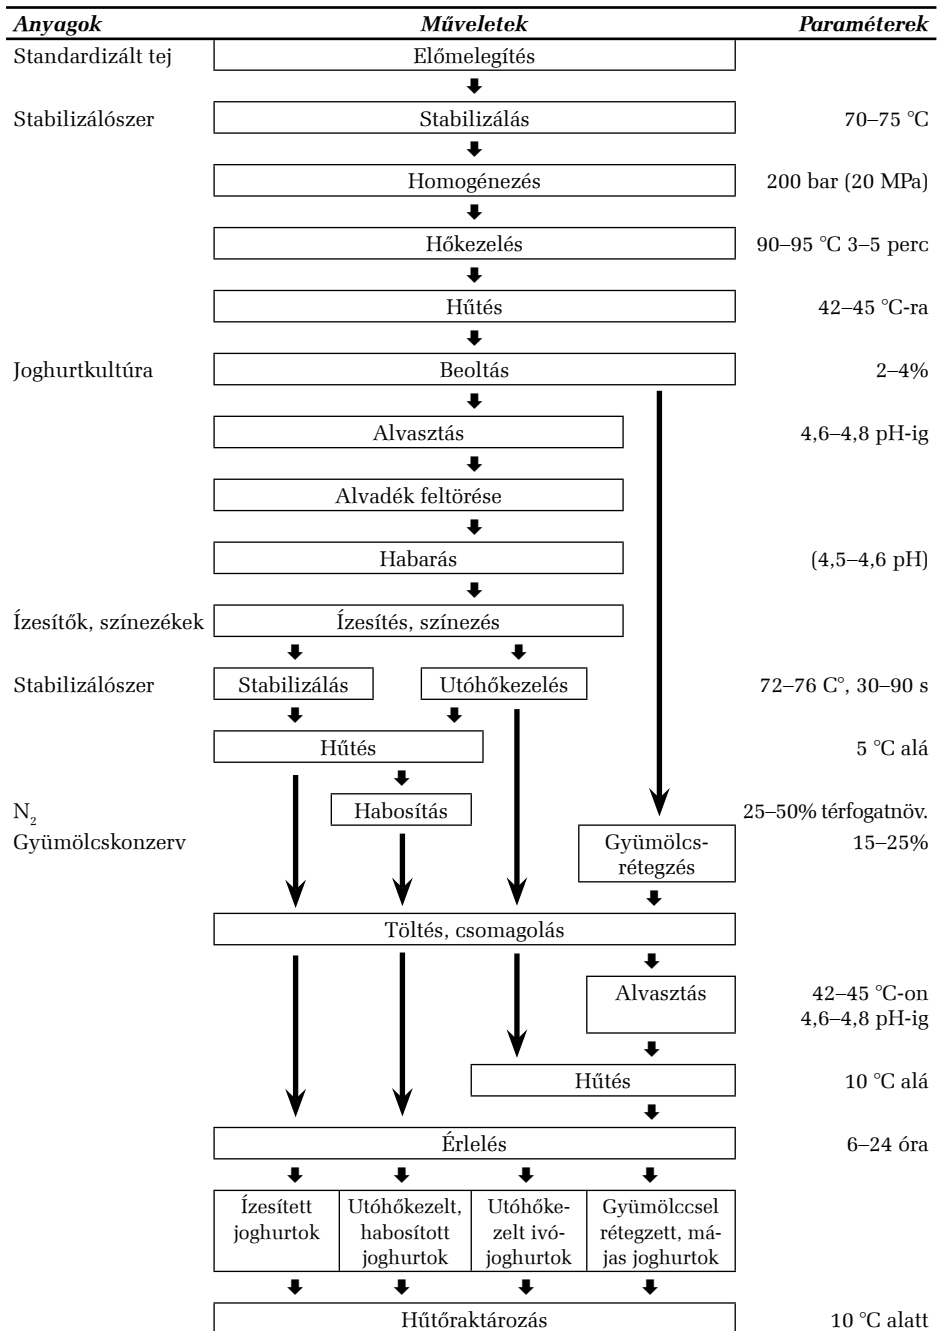 Anyagok Műveletek Paraméterek
Standardizált tej Előmelegítés
Stabilizálószer Stabilizálás 70–75 °C
Homogénezés 200 bar (20 MPa)
Hőkezelés 90–95 °C 3–5 perc
Hűtés 42–45 °C-ra
Joghurtkultúra Beoltás 2–4%
Alvasztás 4,6–4,8 pH-ig
Alvadék feltörése
Habarás (4,5–4,6 pH)
Ízesítők, színezékek Ízesítés, színezés
Stabilizálószer Stabilizálás Utóhőkezelés 72–76 C°, 30–90 s
Hűtés 5 °C alá
N2 Habosítás 25–50% térfogatnöv.
Gyümölcskonzerv Gyümölcs- 15–25%
rétegzés
Töltés, csomagolás
Alvasztás 42–45 °C-on
4,6–4,8 pH-ig
Hűtés 10 °C alá
Érlelés 6–24 óra
Ízesített Utóhőkezelt, Utóhőke- Gyümölccsel
joghurtok habosított zelt ivó- rétegzett, má-
joghurtok joghurtok jas joghurtok
Hűtőraktározás 10 °C alatt